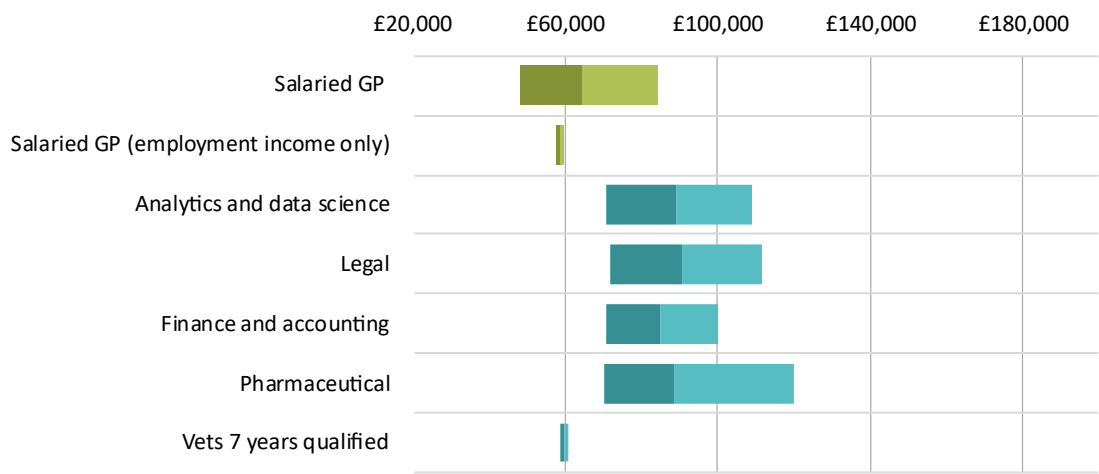 £20,000 £60,000 £100,000 £140,000 £180,000
Salaried GP
Salaried GP (employment income only)
Analytics and data science
Legal
Finance and accounting
Pharmaceutical
Vets 7 years qualified